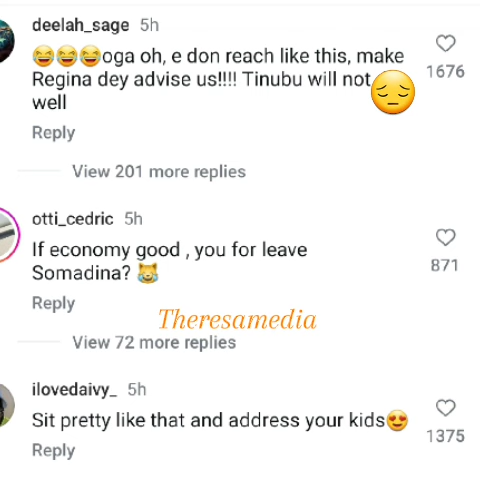 deelah_sage 5h
😂😂😂oga oh, e don reach like this, make
1676
Regina dey advise us!!!! Tinubu will not
well
Reply
View 201 more replies
otti_cedric 5h
If economy good , you for leave
871
Somadina? 😹
Reply
Theresamedia
View 72 more replies
ilovedaivy_ 5h
Sit pretty like that and address your kids😍
1375
Reply